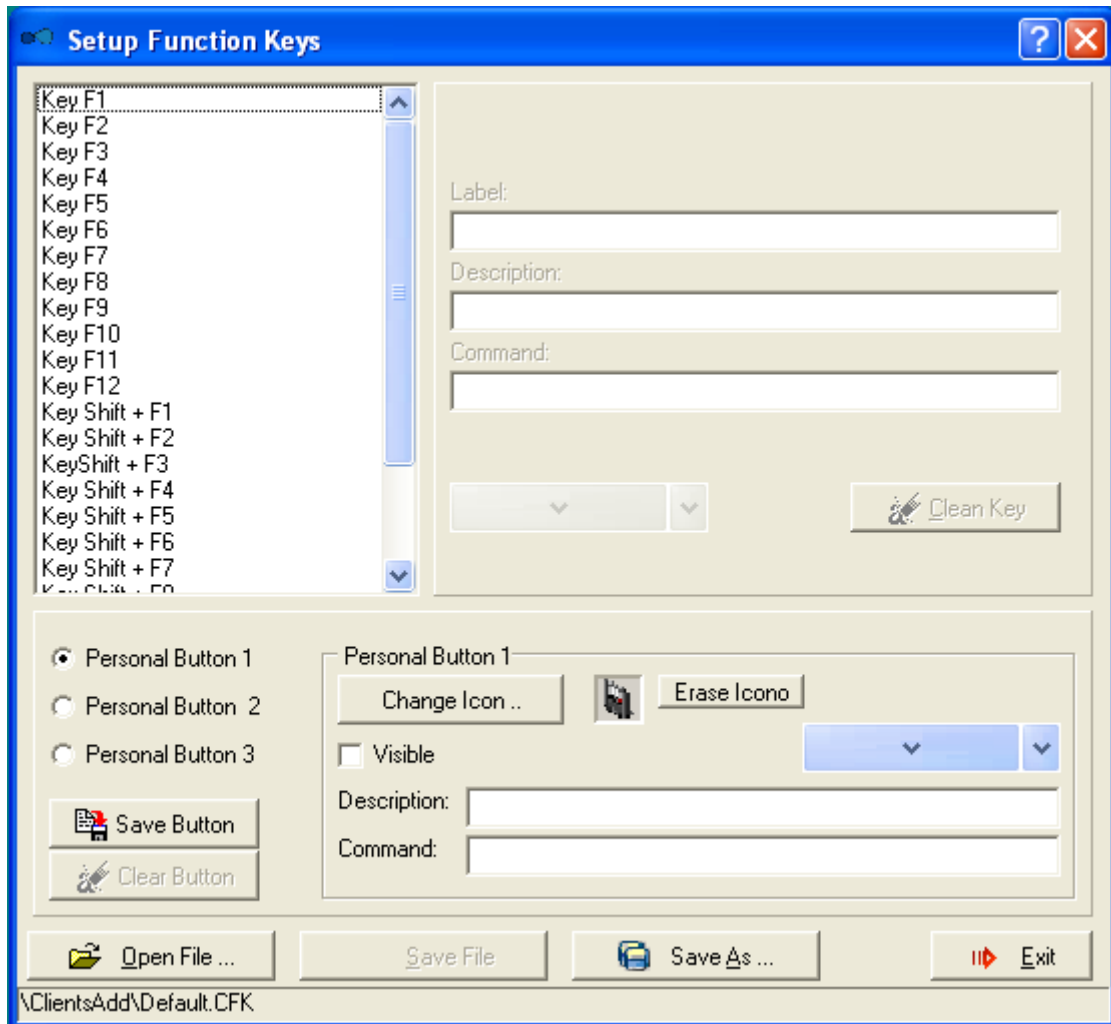 Setup Function Keys
Key F1
Key F2
Key F3
Key F4
Key F5
Key F6
Key F7
Key F8
Key F9
Key F10
Key F11
Key F12
Key Shift + F1
Key Shift + F2
KeyShift + F3
Key Shift + F4
Key Shift + F5
Key Shift + F6
Key Shift + F7
Label:
Description:
Command:
Clean Key
Personal Button 1
Personal Button 2
Personal Button 3
Save Button
Clear Button
Personal Button 1
Change Icon ..
Erase Icono
Visible
Description:
Command:
Open File ...
Save File
Save As ...
Exit
\ClientsAdd\Default.CFK